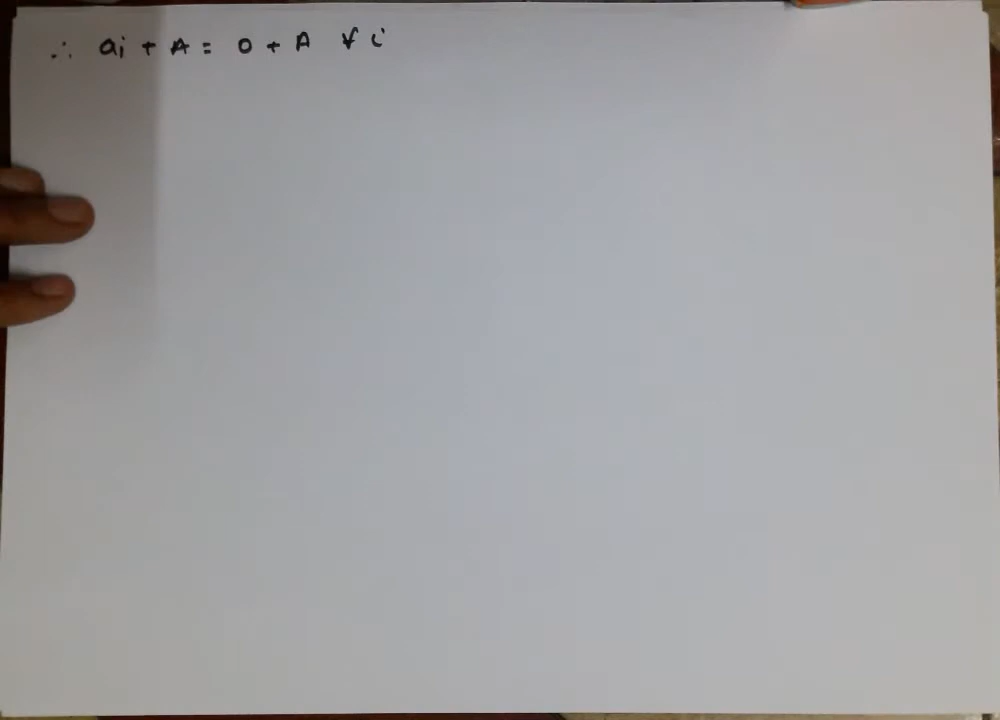 ∴ ai + A = 0 + A ∀ i